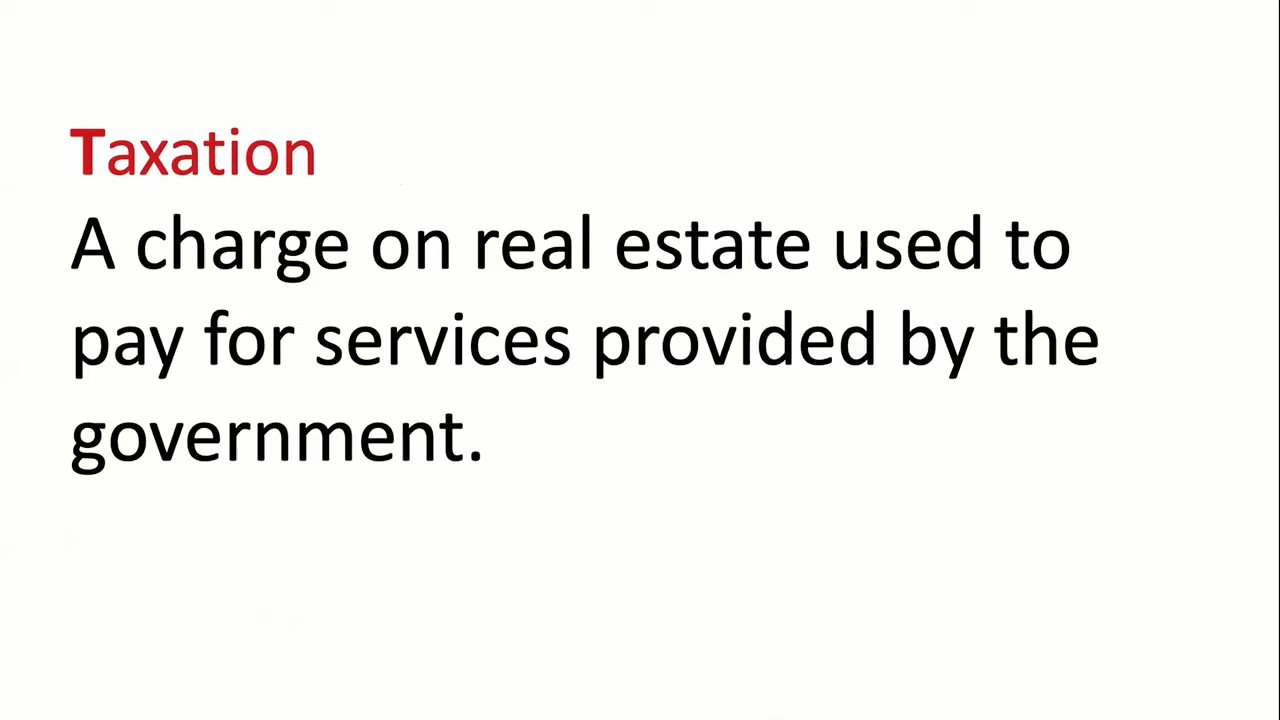 Taxation
A charge on real estate used to
pay for services provided by the
government.